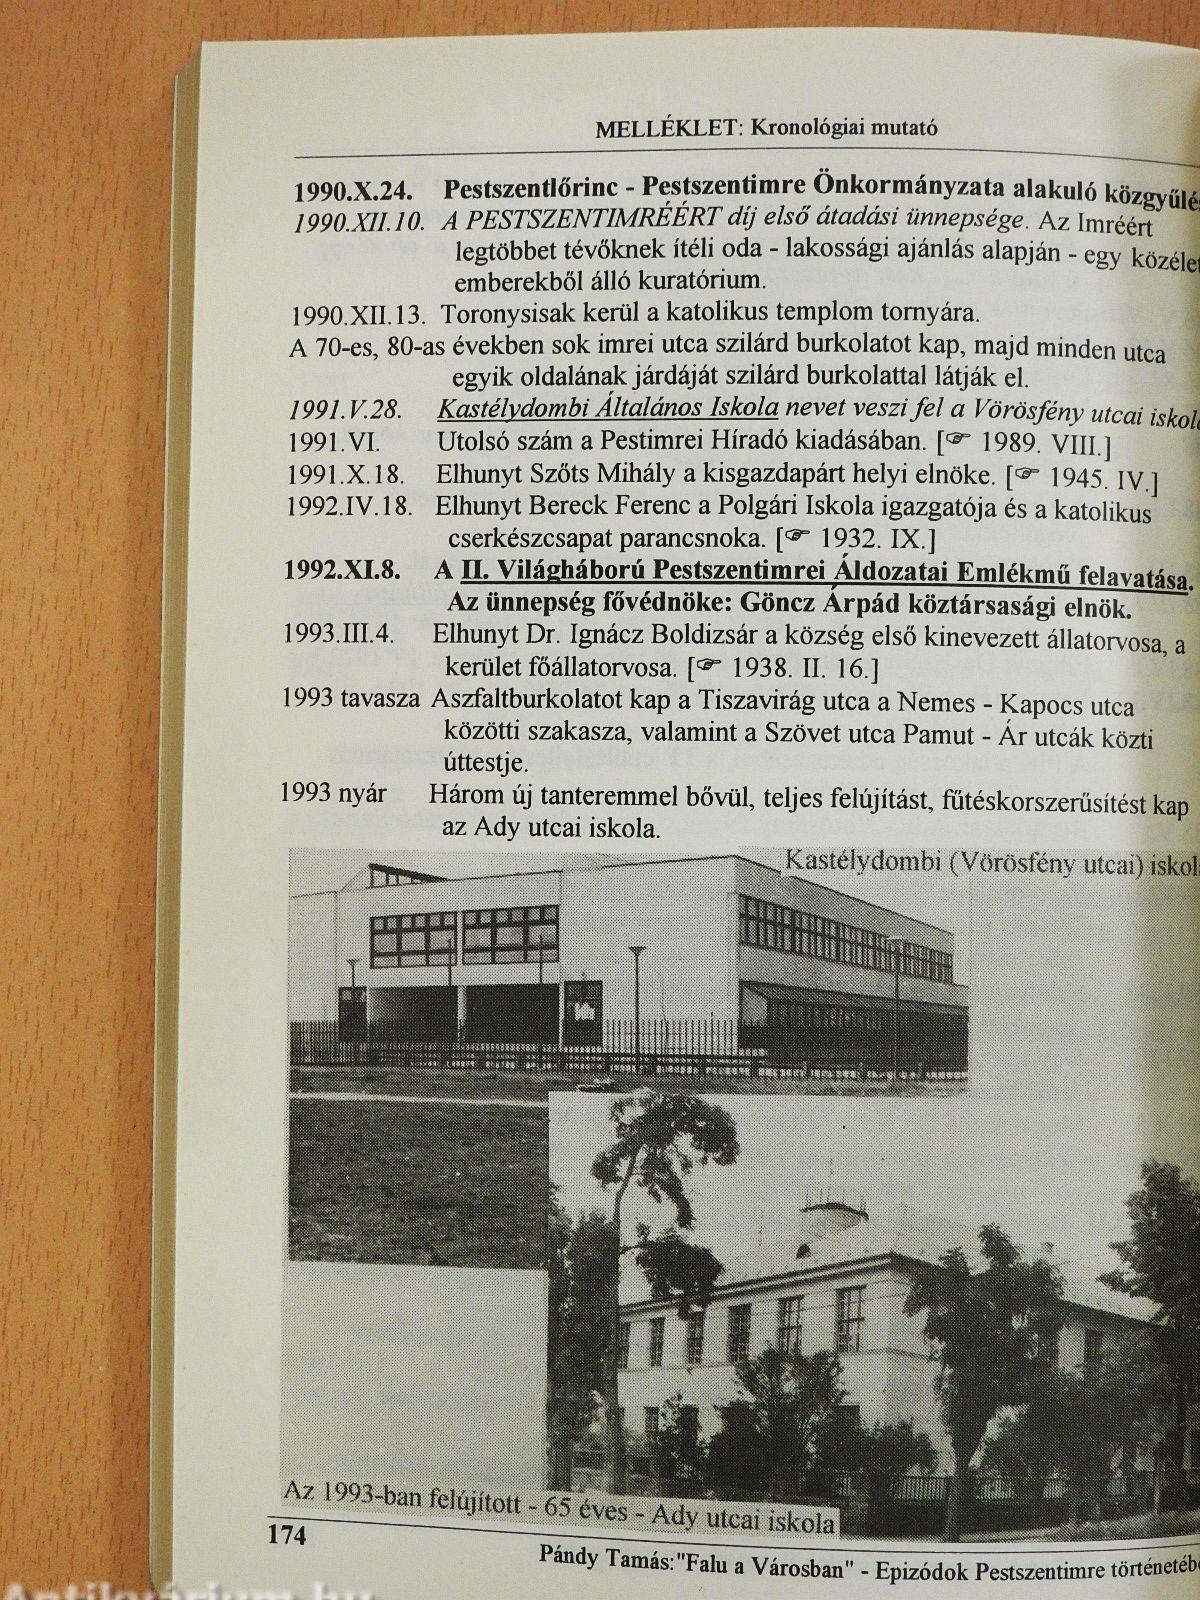 MELLÉKLET: Kronológiai mutató
1990.X.24. Pestszentlőrinc - Pestszentimre Önkormányzata alakuló
1990.XII.10. A PESTSZENTIMRÉÉRT díj első átadási ünnepsége. Az Imréért
legtöbbet tévőknek ítéli oda - lakossági ajánlás alapján - egy
emberekből álló kuratórium.
1990.XII.13. Toronysisak kerül a katolikus templom tornyára.
A 70-es, 80-as években sok imrei utca szilárd burkolatot kap, majd minden utca
egyik oldalának járdáját szilárd burkolattal látják el.
1991.V.28. Kastélydombi Általános Iskola nevet veszi fel a Vörösfény utcai
1991.VI. Utolsó szám a Pestimrei Híradó kiadásában. [☞ 1989. VIII.]
1991.X.18. Elhunyt Szőts Mihály a kisgazdapárt helyi elnöke. [☞ 1945. IV.]
1992.IV.18. Elhunyt Bereck Ferenc a Polgári Iskola igazgatója és a katolikus
cserkészcsapat parancsnoka. [☞ 1932. IX.]
1992.XI.8. A II. Világháború Pestszentimrei Áldozatai Emlékmű felavatása.
Az ünnepség fővédnöke: Göncz Árpád köztársasági elnök.
1993.III.4. Elhunyt Dr. Ignácz Boldizsár a község első kinevezett állatorvosa, a
kerület főállatorvosa. [☞ 1938. II. 16.]
1993 tavasza Aszfaltburkolatot kap a Tiszavirág utca a Nemes - Kapocs utca
közötti szakasza, valamint a Szövet utca Pamut - Ár utcák közti
úttestje.
1993 nyár Három új tanteremmel bővül, teljes felújítást, fűtéskorszerűsítést kap
az Ady utcai iskola.
Kastélydombi (Vörösfény utcai)
Az 1993-ban felújított - 65 éves - Ady utcai iskola
174
Pándy Tamás:"Falu a Városban" - Epizódok Pestszentimre
Antikvárium.hu